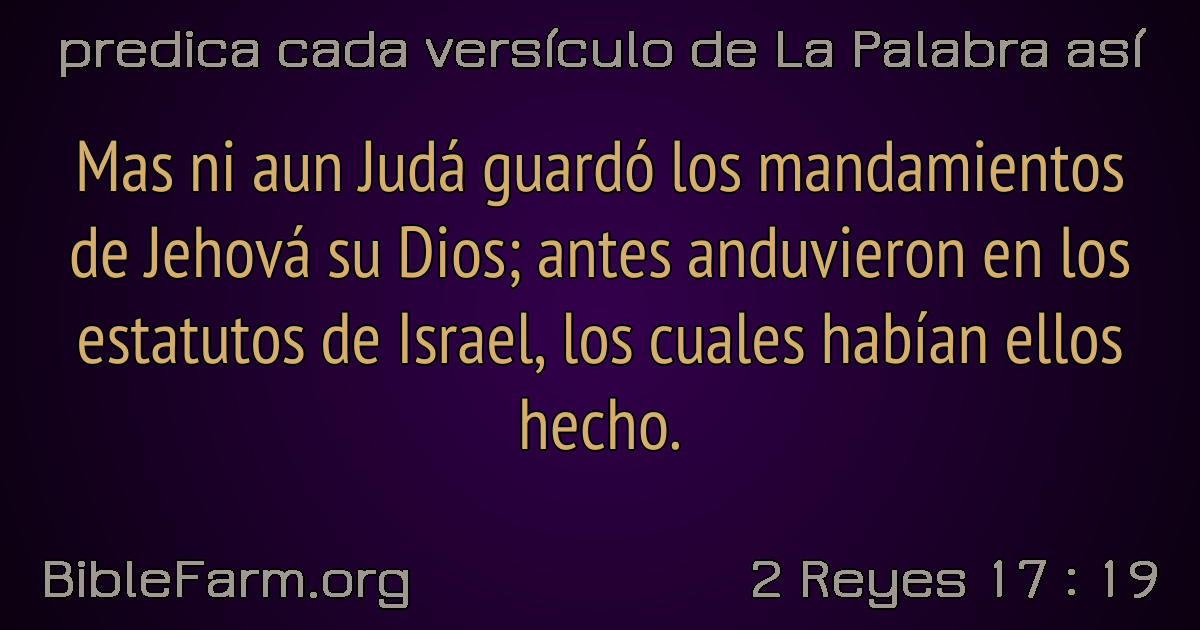 predica cada versículo de La Palabra así
Mas ni aun Judá guardó los mandamientos
de Jehová su Dios; antes anduvieron en los
estatutos de Israel, los cuales habían ellos
hecho.
BibleFarm.org
2 Reyes 17 : 19